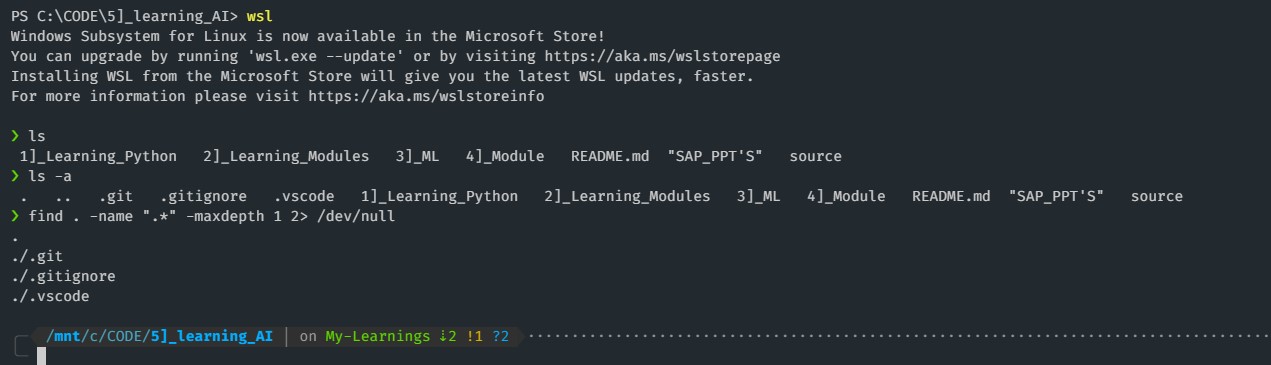 PS C:\CODE\5]_learning_AI> wsl
Windows Subsystem for Linux is now available in the Microsoft Store!
You can upgrade by running 'wsl.exe --update' or by visiting https://aka.ms/wslstorepage
Installing WSL from the Microsoft Store will give you the latest WSL updates, faster.
For more information please visit https://aka.ms/wslstoreinfo
❯ ls
1]_Learning_Python 2]_Learning_Modules 3]_ML 4]_Module README.md "SAP_PPT'S" source
❯ ls -a
. .. .git .gitignore .vscode 1]_Learning_Python 2]_Learning_Modules 3]_ML 4]_Module README.md "SAP_PPT'S" source
❯ find . -name ".*" -maxdepth 1 2> /dev/null
.
./.git
./.gitignore
./.vscode
/mnt/c/CODE/5]_learning_AI | on My-Learnings ⇣2 !1 ?2